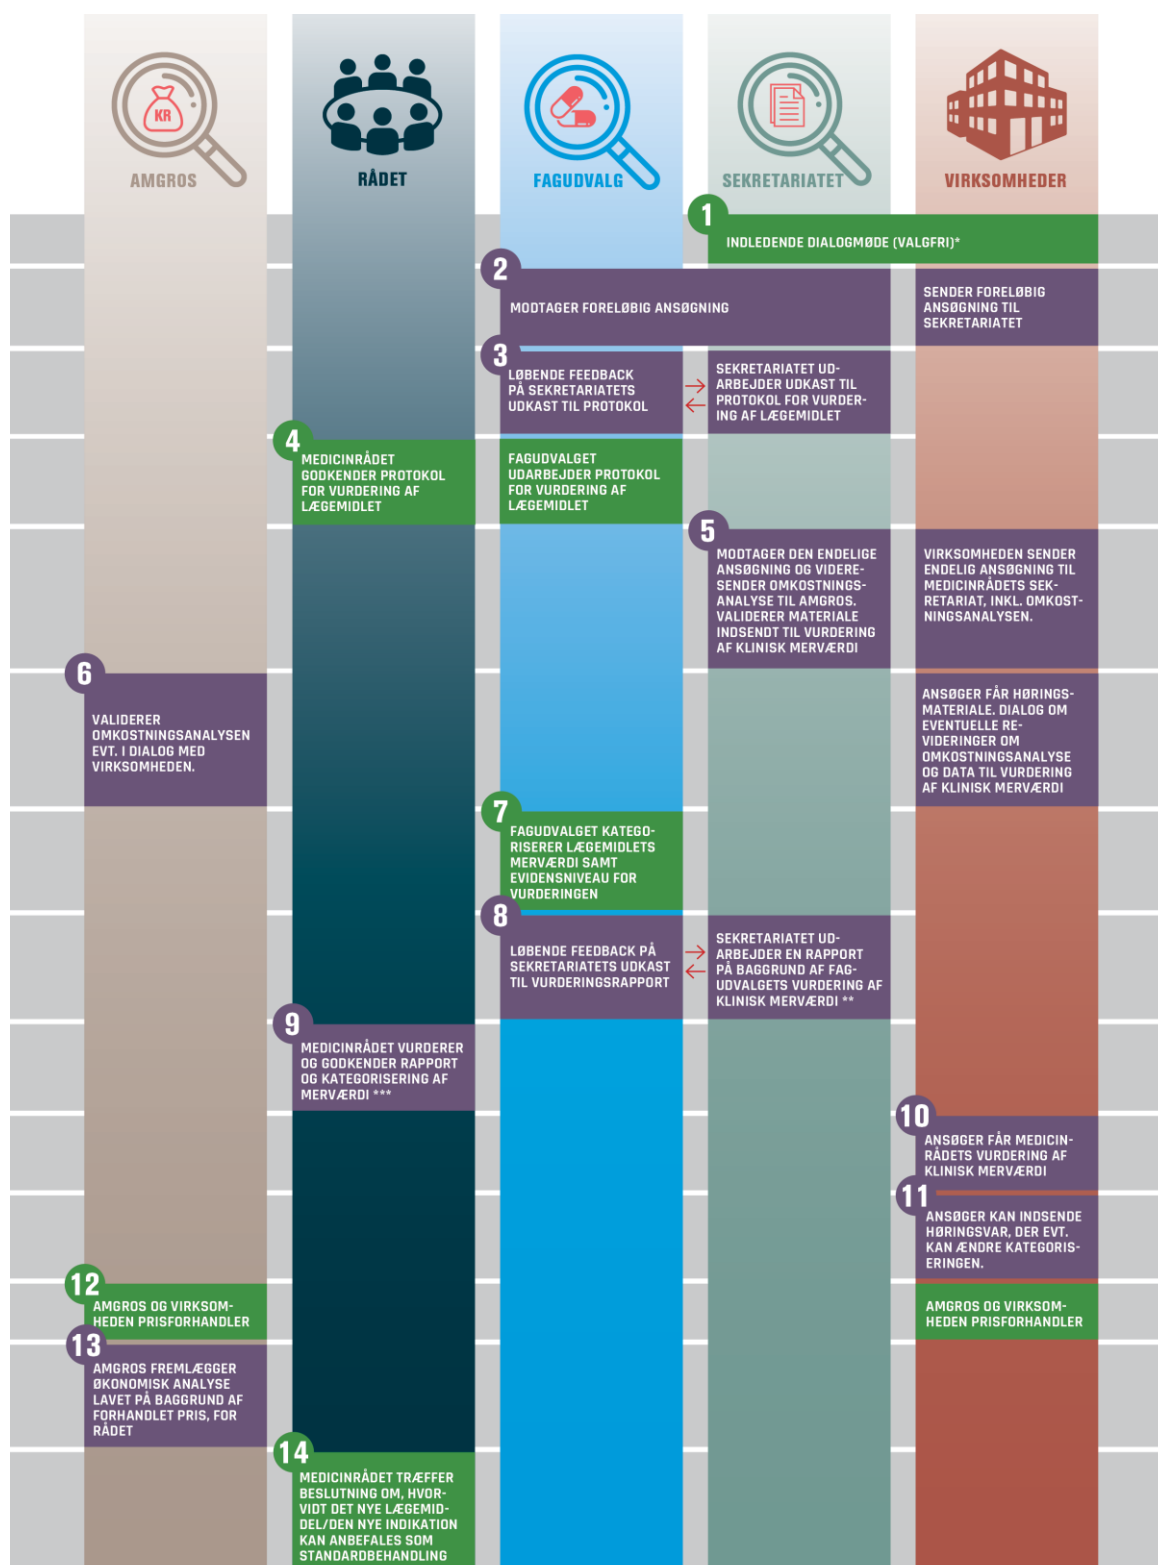 KR
AMGROS
RÅDET
FAGUDVALG
SEKRETARIATET
VIRKSOMHEDER
1
INDLEDENDE DIALOGMØDE (VALGFRI)*
2
MODTAGER FORELØBIG ANSØGNING
SENDER FORELØBIG
ANSØGNING TIL
SEKRETARIATET
3
LØBENDE FEEDBACK
PÅ SEKRETARIATETS
UDKAST TIL PROTOKOL
SEKRETARIATET UD-
ARBEJDER UDKAST TIL
PROTOKOL FOR VURDER-
ING AF LÆGEMIDLET
4
MEDICINRÅDET
GODKENDER PROTOKOL
FOR VURDERING AF
LÆGEMIDLET
FAGUDVALGET
UDARBEJDER PROTOKOL
FOR VURDERING AF
LÆGEMIDLET
5
MODTAGER DEN ENDELIGE
ANSØGNING OG VIDERE-
SENDER OMKOSTNINGS-
ANALYSE TIL AMGROS.
VALIDERER MATERIALE
INDSENDT TIL VURDERING
AF KLINISK MERVÆRDI
VIRKSOMHEDEN SENDER
ENDELIG ANSØGNING TIL
MEDICINRÅDETS SEK-
RETARIAT, INKL. OMKOST-
NINGSANALYSEN.
6
VALIDERER
OMKOSTNINGSANALYSEN
EVT. I DIALOG MED
VIRKSOMHEDEN.
ANSØGER FÅR HØRINGS-
MATERIALE. DIALOG OM
EVENTUELLE RE-
VIDERINGER OM
OMKOSTNINGSANALYSE
OG DATA TIL VURDERING
AF KLINISK MERVÆRDI
7
FAGUDVALGET KATEGO-
RISERER LÆGEMIDLETS
MERVÆRDI SAMT
EVIDENSNIVEAU FOR
VURDERINGEN
8
LØBENDE FEEDBACK PÅ
SEKRETARIATETS UDKAST
TIL VURDERINGSRAPPORT
SEKRETARIATET UD-
ARBEJDER EN RAPPORT
PÅ BAGGRUND AF FAG-
UDVALGETS VURDERING AF
KLINISK MERVÆRDI **
9
MEDICINRÅDET VURDERER
OG GODKENDER RAPPORT
OG KATEGORISERING AF
MERVÆRDI ***
10
ANSØGER FÅR MEDICIN-
RÅDETS VURDERING AF
KLINISK MERVÆRDI
11
ANSØGER KAN INDSENDE
HØRINGSVAR, DER EVT.
KAN ÆNDRE KATEGORIS-
ERINGEN.
12
AMGROS OG VIRKSOM-
HEDEN PRISFORHANDLER
AMGROS OG VIRKSOM-
HEDEN PRISFORHANDLER
13
AMGROS FREMLÆGGER
ØKONOMISK ANALYSE
LAVET PÅ BAGGRUND AF
FORHANDLET PRIS, FOR
RÅDET
14
MEDICINRÅDET TRÆFFER
BESLUTNING OM, HVOR-
VIDT DET NYE LÆGEMID-
DEL/DEN NYE INDIKATION
KAN ANBEFALES SOM
STANDARDBEHANDLING